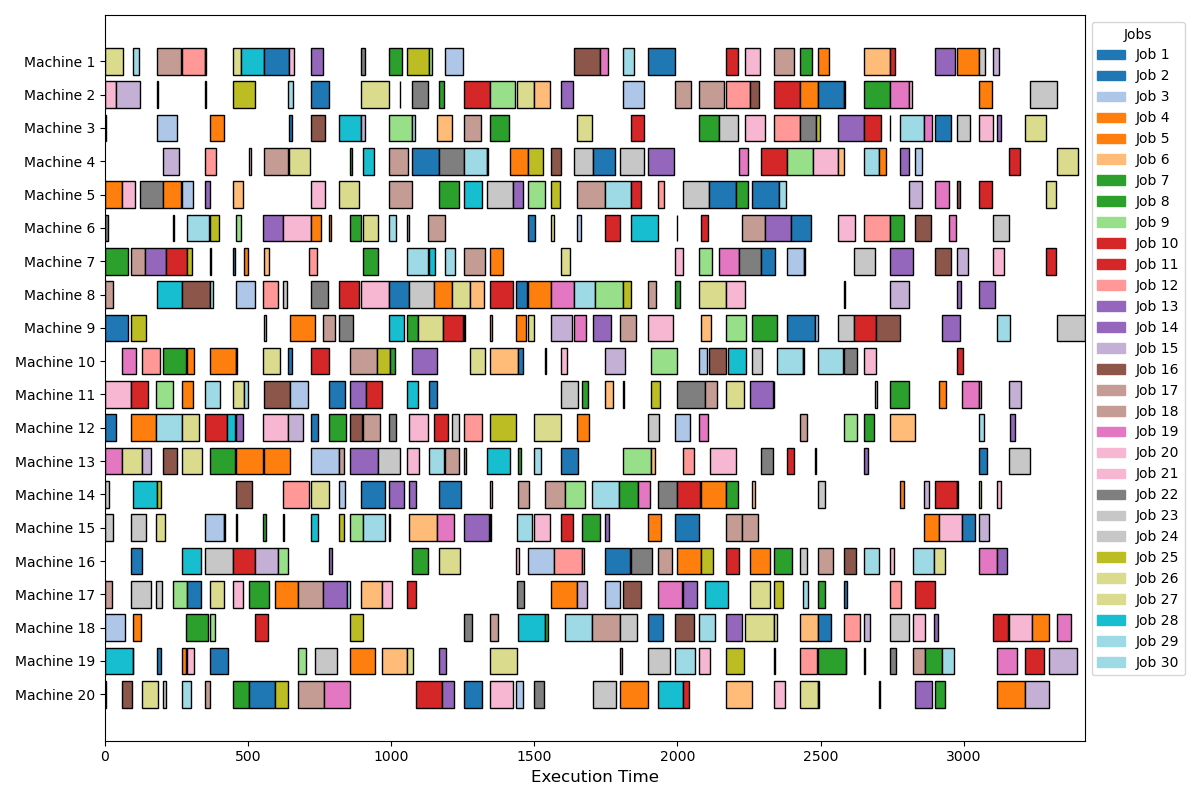 Machine 1
Machine 2
Machine 3
Machine 4
Machine 5
Machine 6
Machine 7
Machine 8
Machine 9
Machine 10
Machine 11
Machine 12
Machine 13
Machine 14
Machine 15
Machine 16
Machine 17
Machine 18
Machine 19
Machine 20
0 500 1000 1500 2000 2500 3000
Execution Time
Jobs
Job 1
Job 2
Job 3
Job 4
Job 5
Job 6
Job 7
Job 8
Job 9
Job 10
Job 11
Job 12
Job 13
Job 14
Job 15
Job 16
Job 17
Job 18
Job 19
Job 20
Job 21
Job 22
Job 23
Job 24
Job 25
Job 26
Job 27
Job 28
Job 29
Job 30